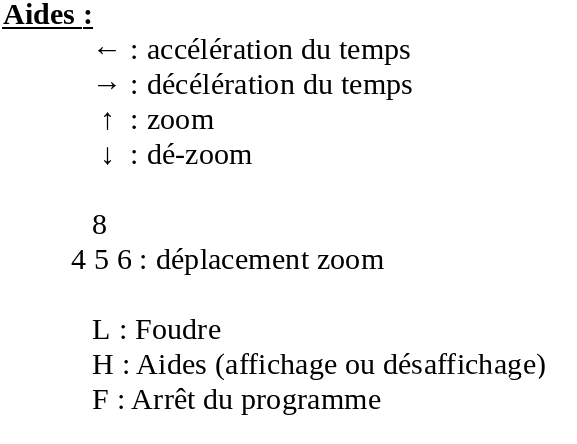 Aides :
← : accélération du temps
→ : décélération du temps
↑ : zoom
↓ : dé-zoom
8
4 5 6 : déplacement zoom
L : Foudre
H : Aides (affichage ou désaffichage)
F : Arrêt du programme